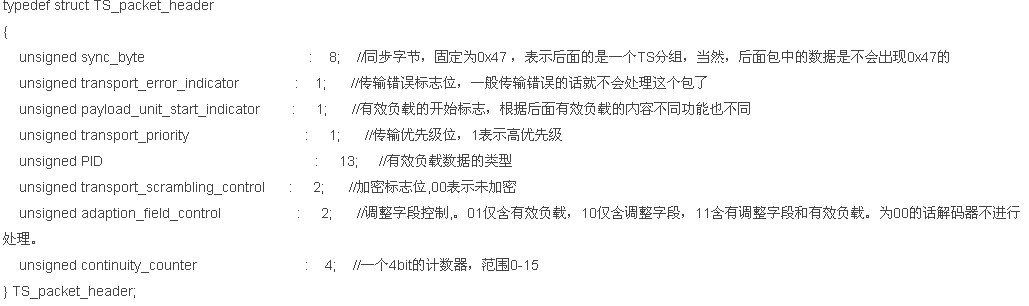 typedef struct TS_packet_header
{
unsigned sync_byte : 8; //同步字节，固定为0x47 ，表示后面的是一个TS分组，当然，后面包中的数据是不会出现0x47的
unsigned transport_error_indicator : 1; //传输错误标志位，一般传输错误的话就不会处理这个包了
unsigned payload_unit_start_indicator : 1; //有效负载的开始标志，根据后面有效负载的内容不同功能也不同
unsigned transport_priority : 1; //传输优先级位，1表示高优先级
unsigned PID : 13; //有效负载数据的类型
unsigned transport_scrambling_control : 2; //加密标志位,00表示未加密
unsigned adaption_field_control : 2; //调整字段控制,。01仅含有效负载，10仅含调整字段，11含有调整字段和有效负载。为00的话解码器不进行
处理。
unsigned continuity_counter : 4; //一个4bit的计数器，范围0-15
} TS_packet_header;